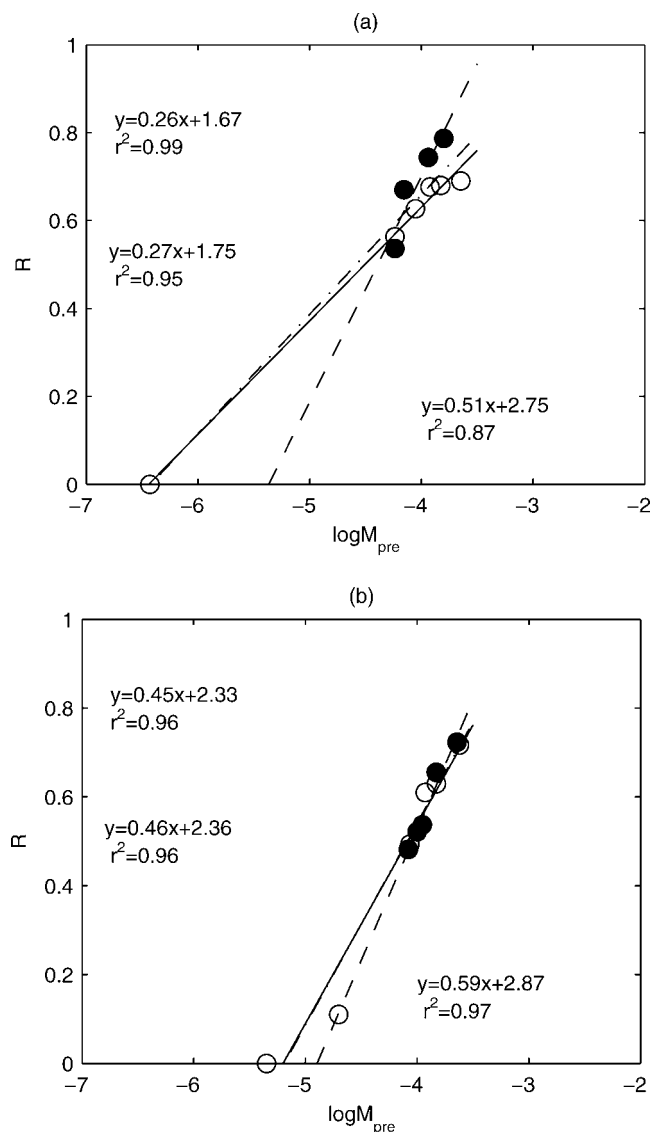 (a)
1
0.8
0.6
0.4
0.2
0
R
y=0.26x+1.67
r²=0.99
y=0.27x+1.75
r²=0.95
y=0.51x+2.75
r²=0.87
−7 −6 −5 −4 −3 −2
logM_pre
(b)
1
0.8
0.6
0.4
0.2
0
R
y=0.45x+2.33
r²=0.96
y=0.46x+2.36
r²=0.96
y=0.59x+2.87
r²=0.97
−7 −6 −5 −4 −3 −2
logM_pre